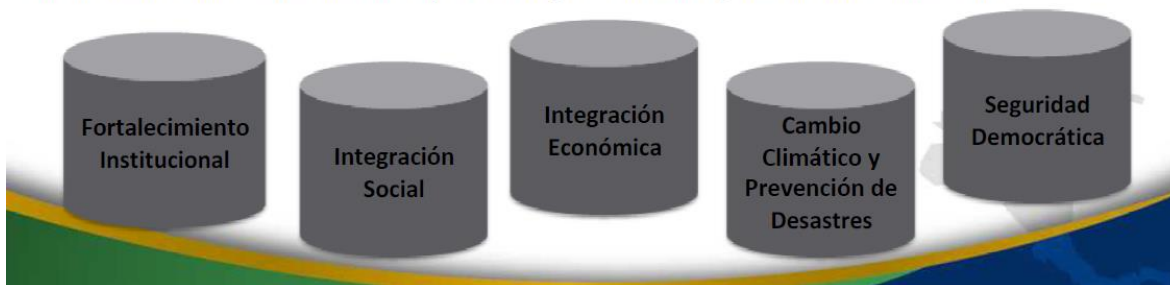 Fortalecimiento
Institucional
Integración
Social
Integración
Económica
Cambio
Climático y
Prevención de
Desastres
Seguridad
Democrática